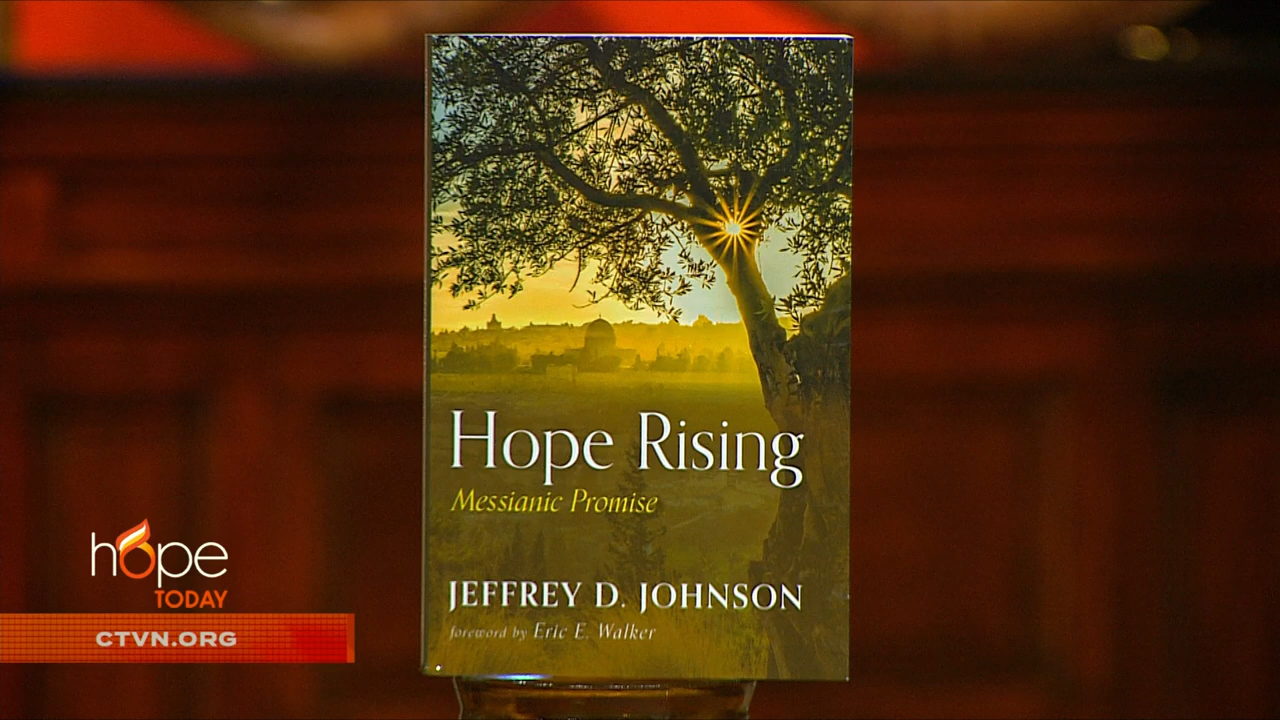 Hope Rising
Messianic Promise
JEFFREY D. JOHNSON
foreword by Eric E. Walker
hope
TODAY
CTVN.ORG